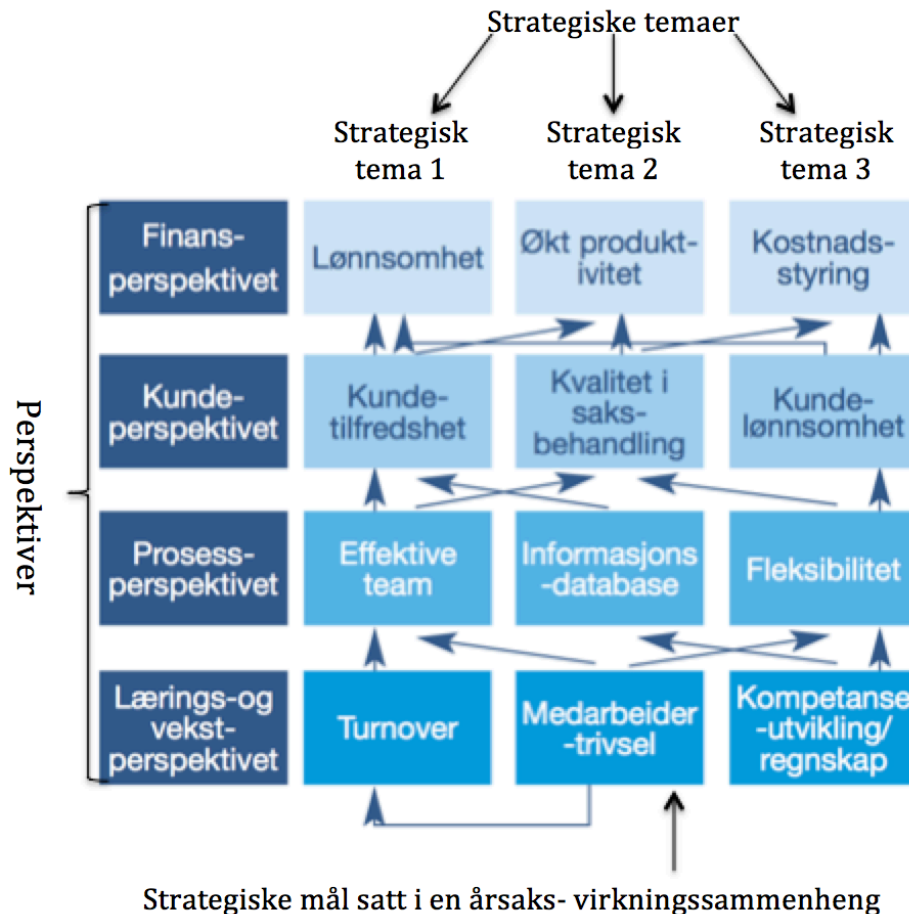 Strategiske temaer
Strategisk
tema 1
Strategisk
tema 2
Strategisk
tema 3
Perspektiver
Finans-
perspektivet
Lønnsomhet
Økt produkt-
ivitet
Kostnads-
styring
Kunde-
perspektivet
Kunde-
tilfredshet
Kvalitet i
saks-
behandling
Kunde-
lønnsomhet
Prosess-
perspektivet
Effektive
team
Informasjons
-database
Fleksibilitet
Lærings-og
vekst-
perspektivet
Turnover
Medarbeider
-trivsel
Kompetanse
-utvikling/
regnskap
Strategiske mål satt i en årsaks- virkningssammenheng